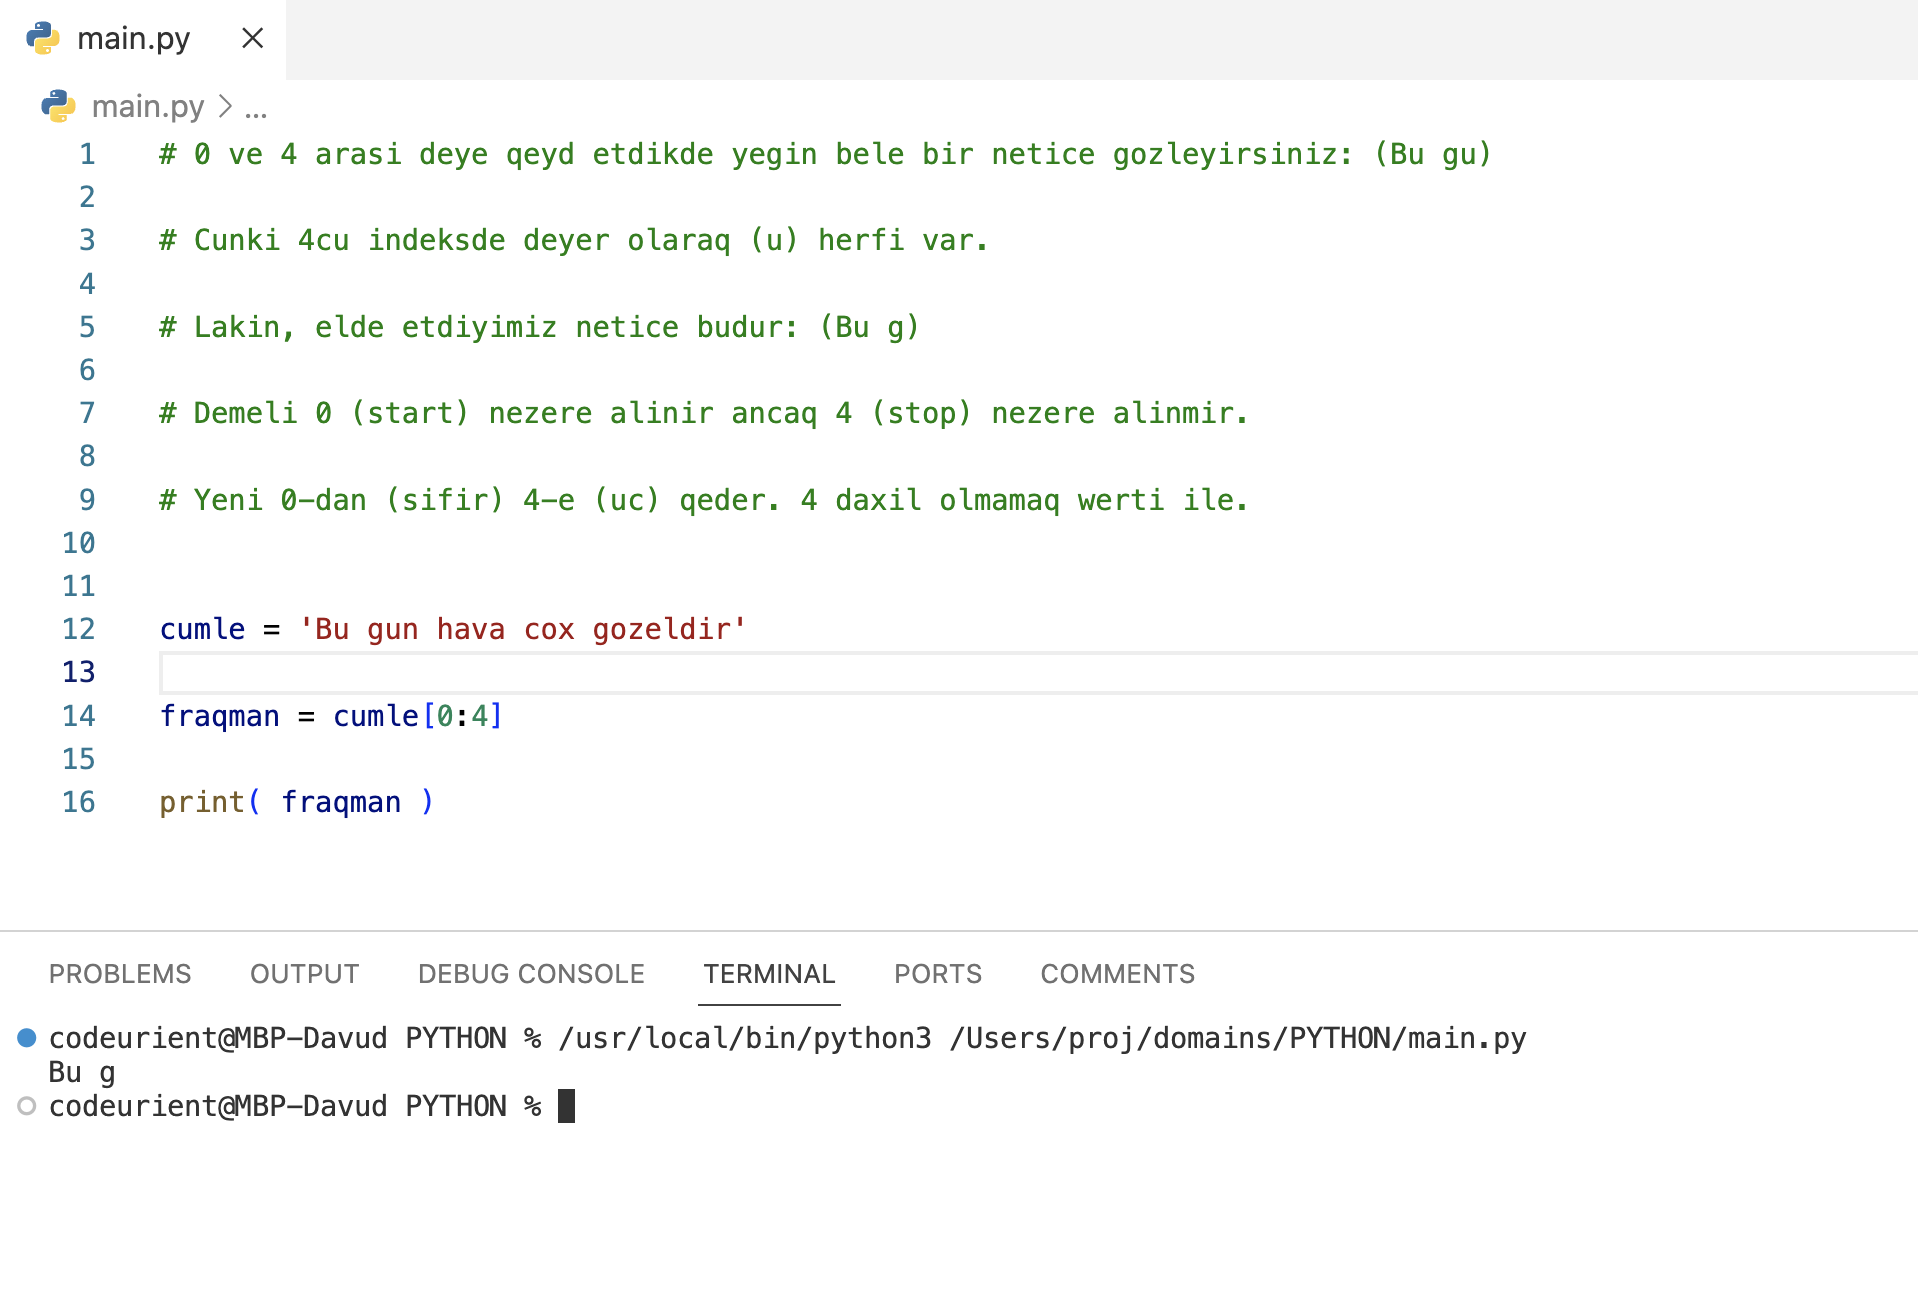 main.py
main.py > ...
1 # 0 ve 4 arasi deye qeyd etdikde yegin bele bir netice gozleyirsiniz: (Bu gu)
2
3 # Cunki 4cu indeksde deyer olaraq (u) herfi var.
4
5 # Lakin, elde etdiyimiz netice budur: (Bu g)
6
7 # Demeli 0 (start) nezere alinir ancaq 4 (stop) nezere alinmir.
8
9 # Yeni 0-dan (sifir) 4-e (uc) qeder. 4 daxil olmamaq werti ile.
10
11
12 cumle = 'Bu gun hava cox gozeldir'
13
14 fraqman = cumle[0:4]
15
16 print( fraqman )
PROBLEMS OUTPUT DEBUG CONSOLE TERMINAL PORTS COMMENTS
codeurient@MBP-Davud PYTHON % /usr/local/bin/python3 /Users/proj/domains/PYTHON/main.py
Bu g
codeurient@MBP-Davud PYTHON %